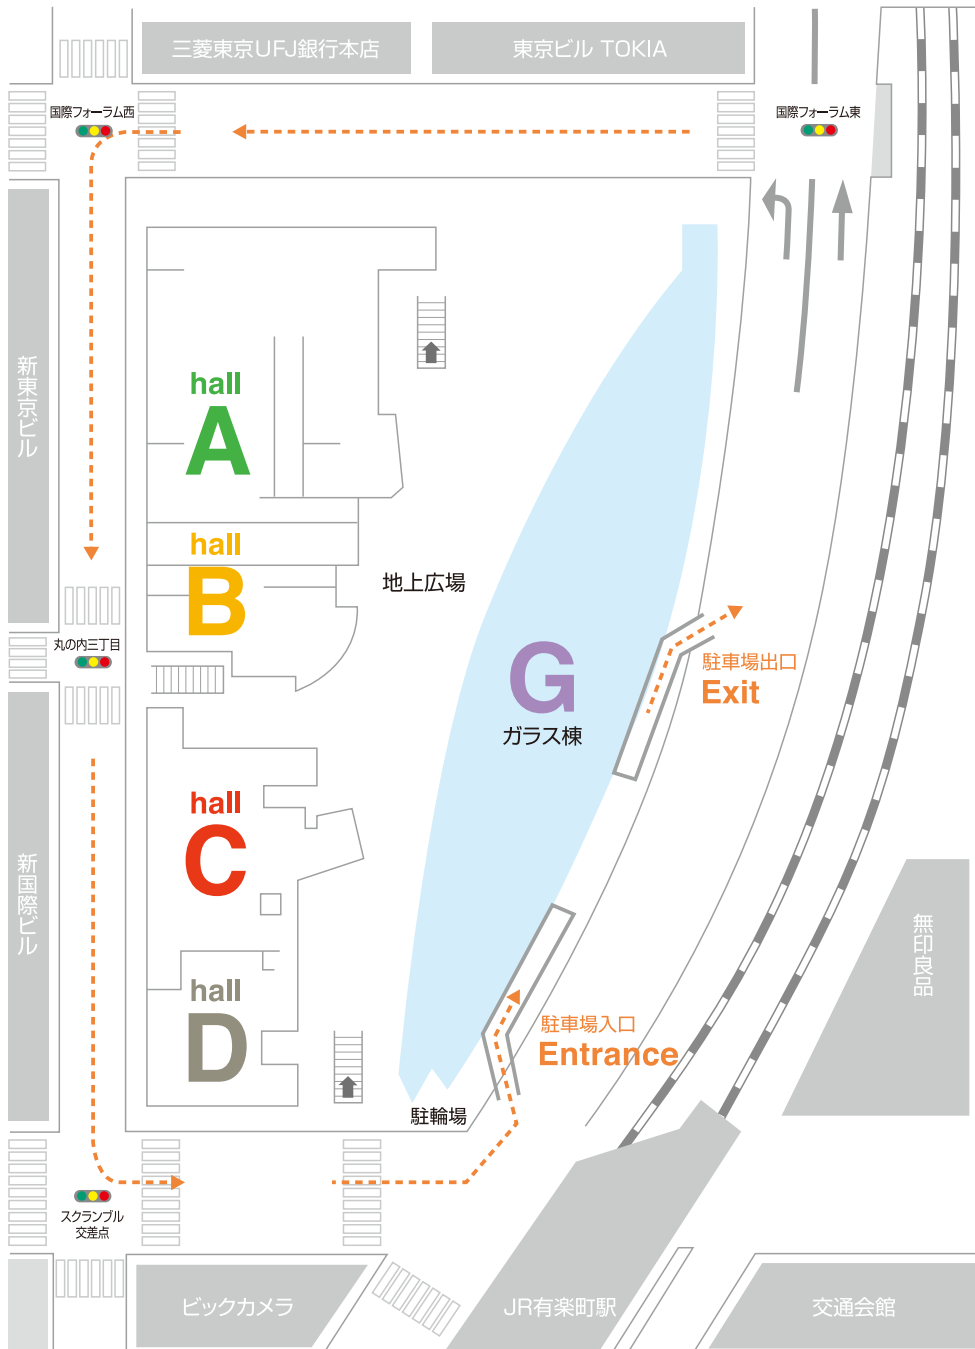 三菱東京UFJ銀行本店
東京ビル TOKIA
国際フォーラム西
国際フォーラム東
新東京ビル
hall
A
hall
B
地上広場
丸の内三丁目
G
ガラス棟
駐車場出口
Exit
hall
C
新国際ビル
無印良品
hall
D
駐車場入口
Entrance
駐輪場
スクランブル
交差点
ビックカメラ
JR有楽町駅
交通会館